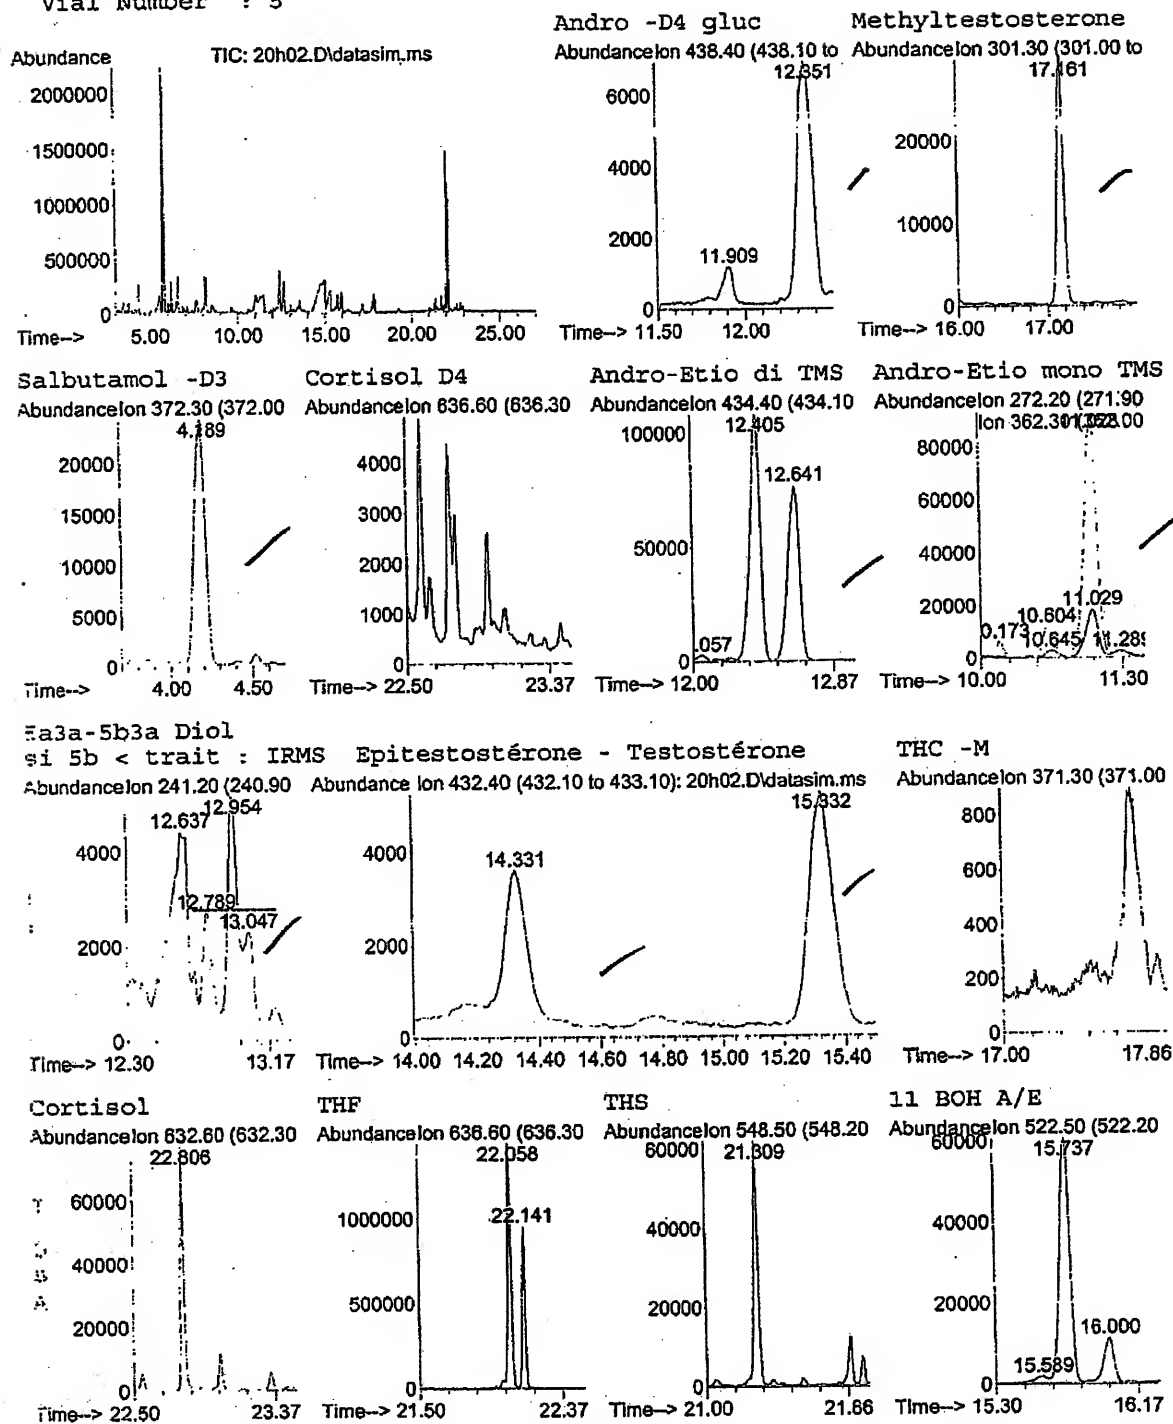 Vial Number : 5
TIC: 20h02.D\datasim.ms
Abundance
2000000
1500000
1000000
500000
0
Time--> 5.00 10.00 15.00 20.00 25.00
Andro -D4 gluc
Abundance Ion 438.40 (438.10 to
12.351
6000
4000
2000
0
11.909
Time--> 11.50 12.00
Methyltestosterone
Abundance Ion 301.30 (301.00 to
17.161
20000
10000
0
Time--> 16.00 17.00
Salbutamol -D3
Abundance Ion 372.30 (372.00
4.189
20000
15000
10000
5000
0
Time--> 4.00 4.50
Cortisol D4
Abundance Ion 636.60 (636.30
4000
3000
2000
1000
0
Time--> 22.50 23.37
Andro-Etio di TMS
Abundance Ion 434.40 (434.10
100000
12.405
12.641
50000
.057
0
Time--> 12.00 12.87
Andro-Etio mono TMS
Abundance Ion 272.20 (271.90
Ion 362.30
80000
60000
40000
20000
0
11.029
10.604
0.173
10.645
11.289
Time--> 10.00 11.30
5a3a-5b3a Diol
si 5b < trait : IRMS
Abundance Ion 241.20 (240.90
12.954
12.637
4000
12.789
13.047
2000
0
Time--> 12.30 13.17
Epitestostérone - Testostérone
Abundance Ion 432.40 (432.10 to 433.10): 20h02.D\datasim.ms
15.332
4000
14.331
2000
0
Time--> 14.00 14.20 14.40 14.60 14.80 15.00 15.20 15.40
THC -M
Abundance Ion 371.30 (371.00
800
600
400
200
0
Time--> 17.00 17.86
Cortisol
Abundance Ion 632.60 (632.30
22.806
60000
40000
20000
0
Time--> 22.50 23.37
THF
Abundance Ion 636.60 (636.30
22.058
1000000
22.141
500000
0
Time--> 21.50 22.37
THS
Abundance Ion 548.50 (548.20
60000
21.309
40000
20000
0
Time--> 21.00 21.86
11 BOH A/E
Abundance Ion 522.50 (522.20
60000
15.737
40000
20000
16.000
15.589
0
Time--> 15.30 16.17